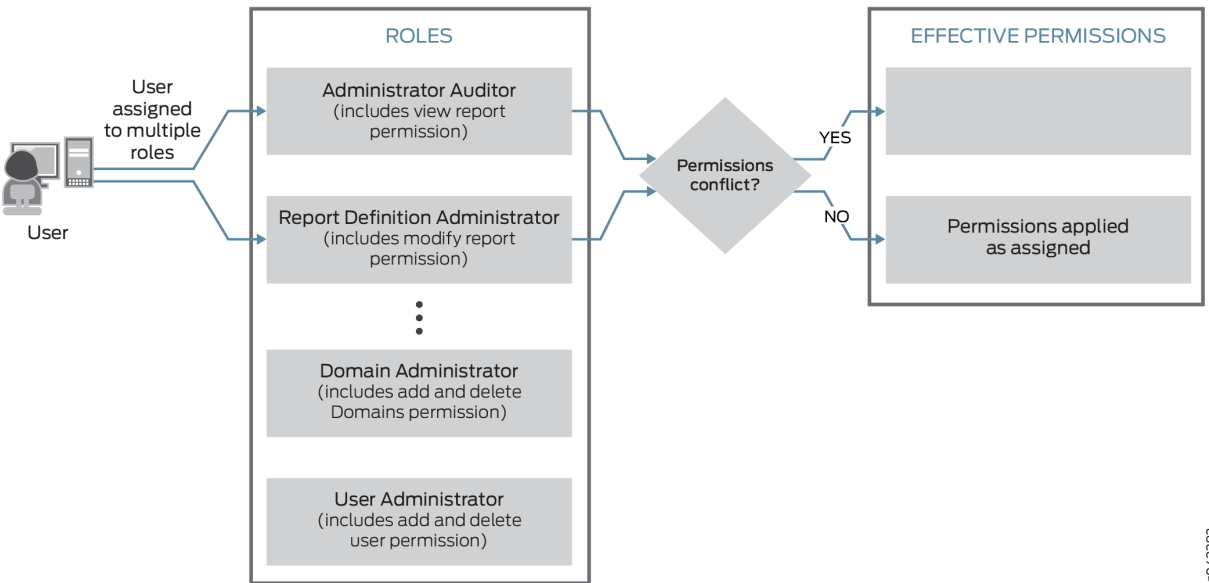 User
assigned
to multiple
roles
User
ROLES
Administrator Auditor
(includes view report
permission)
Report Definition Administrator
(includes modify report
permission)
Domain Administrator
(includes add and delete
Domains permission)
User Administrator
(includes add and delete
user permission)
Permissions
conflict?
YES
NO
EFFECTIVE PERMISSIONS
Permissions applied
as assigned